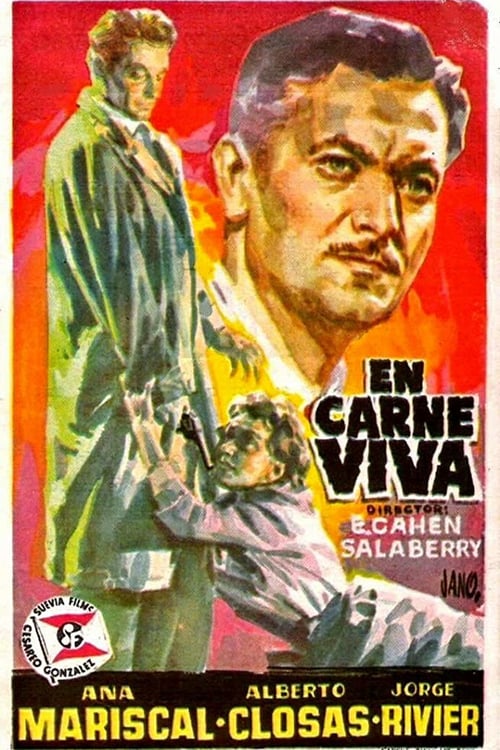 EN
CARNE
VIVA
DIRECTOR:
E.CAHEN
SALABERRY
JANO.
SUEVIA FILMS
CESAREO GONZALEZ
ANA ALBERTO JORGE
MARISCAL·CLOSAS·RIVIER